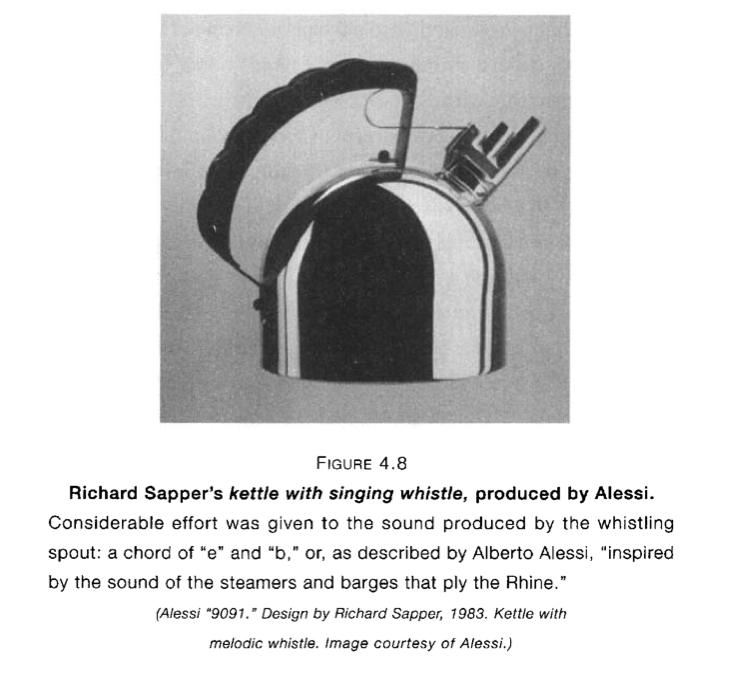 FIGURE 4.8
Richard Sapper's kettle with singing whistle, produced by Alessi.
Considerable effort was given to the sound produced by the whistling
spout: a chord of “e” and “b,” or, as described by Alberto Alessi, “inspired
by the sound of the steamers and barges that ply the Rhine.”
(Alessi “9091.” Design by Richard Sapper, 1983. Kettle with
melodic whistle. Image courtesy of Alessi.)